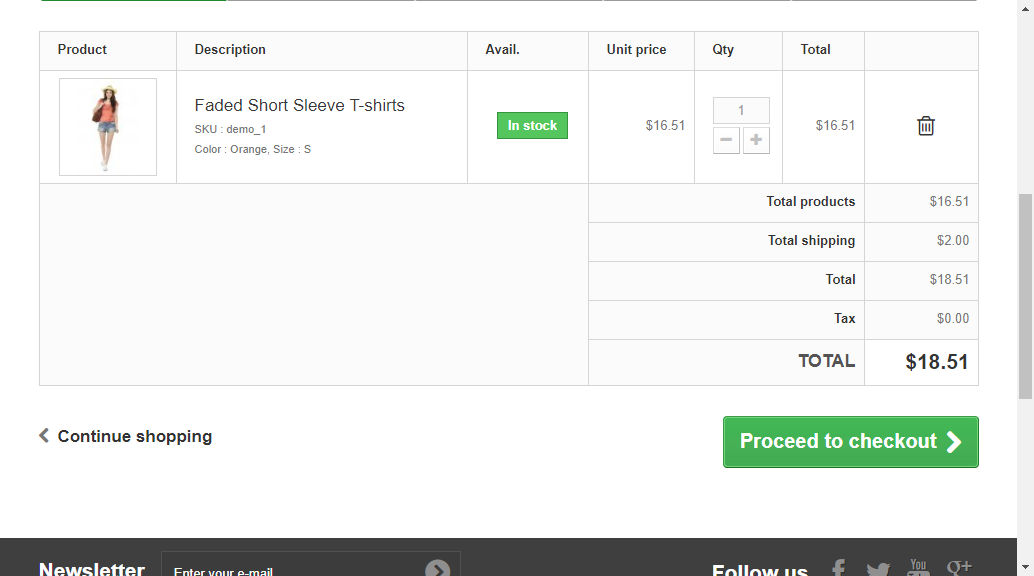 Product Description Avail. Unit price Qty Total
Faded Short Sleeve T-shirts
SKU : demo_1
Color : Orange, Size : S
In stock
$16.51
1
$16.51
Total products $16.51
Total shipping $2.00
Total $18.51
Tax $0.00
TOTAL $18.51
Continue shopping
Proceed to checkout
Newsletter
Enter your e-mail
Follow us
You
g+